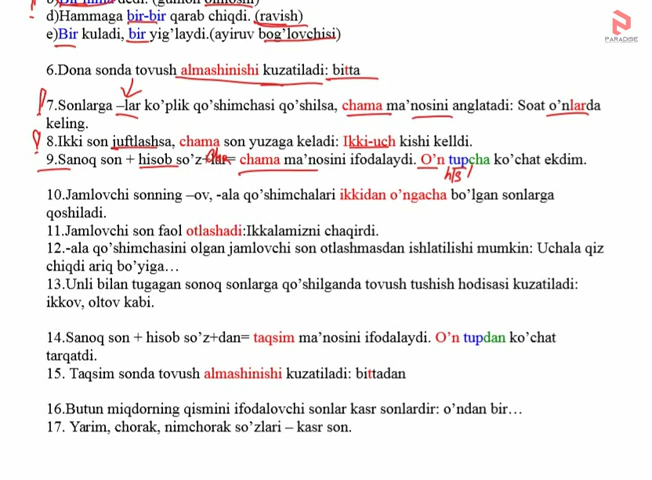 PARADISE
d)Hammaga bir-bir qarab chiqdi. (ravish)
e)Bir kuladi, bir yig’laydi.(ayiruv bog’lovchisi)
6.Dona sonda tovush almashinishi kuzatiladi: bitta
7.Sonlarga –lar ko’plik qo’shimchasi qo’shilsa, chama ma’nosini anglatadi: Soat o’nlarda
keling.
8.Ikki son juftlashsa, chama son yuzaga keladi: Ikki-uch kishi kelldi.
9.Sanoq son + hisob so’z+ = chama ma’nosini ifodalaydi. O’n tupcha ko’chat ekdim.
h/s
10.Jamlovchi sonning –ov, -ala qo’shimchalari ikkidan o’ngacha bo’lgan sonlarga
qoshiladi.
11.Jamlovchi son faol otlashadi:Ikkalamizni chaqirdi.
12.-ala qo’shimchasini olgan jamlovchi son otlashmasdan ishlatilishi mumkin: Uchala qiz
chiqdi ariq bo’yiga…
13.Unli bilan tugagan sonoq sonlarga qo’shilganda tovush tushish hodisasi kuzatiladi:
ikkov, oltov kabi.
14.Sanoq son + hisob so’z+dan= taqsim ma’nosini ifodalaydi. O’n tupdan ko’chat
tarqatdi.
15. Taqsim sonda tovush almashinishi kuzatiladi: bittadan
16.Butun miqdorning qismini ifodalovchi sonlar kasr sonlardir: o’ndan bir…
17. Yarim, chorak, nimchorak so’zlari – kasr son.